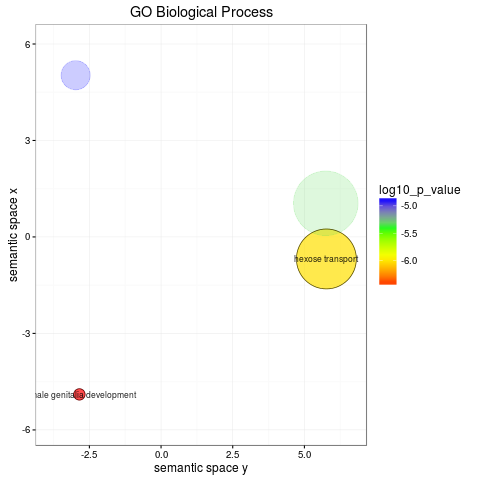 GO Biological Process
6
3
0
-3
-6
semantic space x
hexose transport
genitalia development
-2.5
0.0
2.5
5.0
semantic space y
log10_p_value
-5.0
-5.5
-6.0